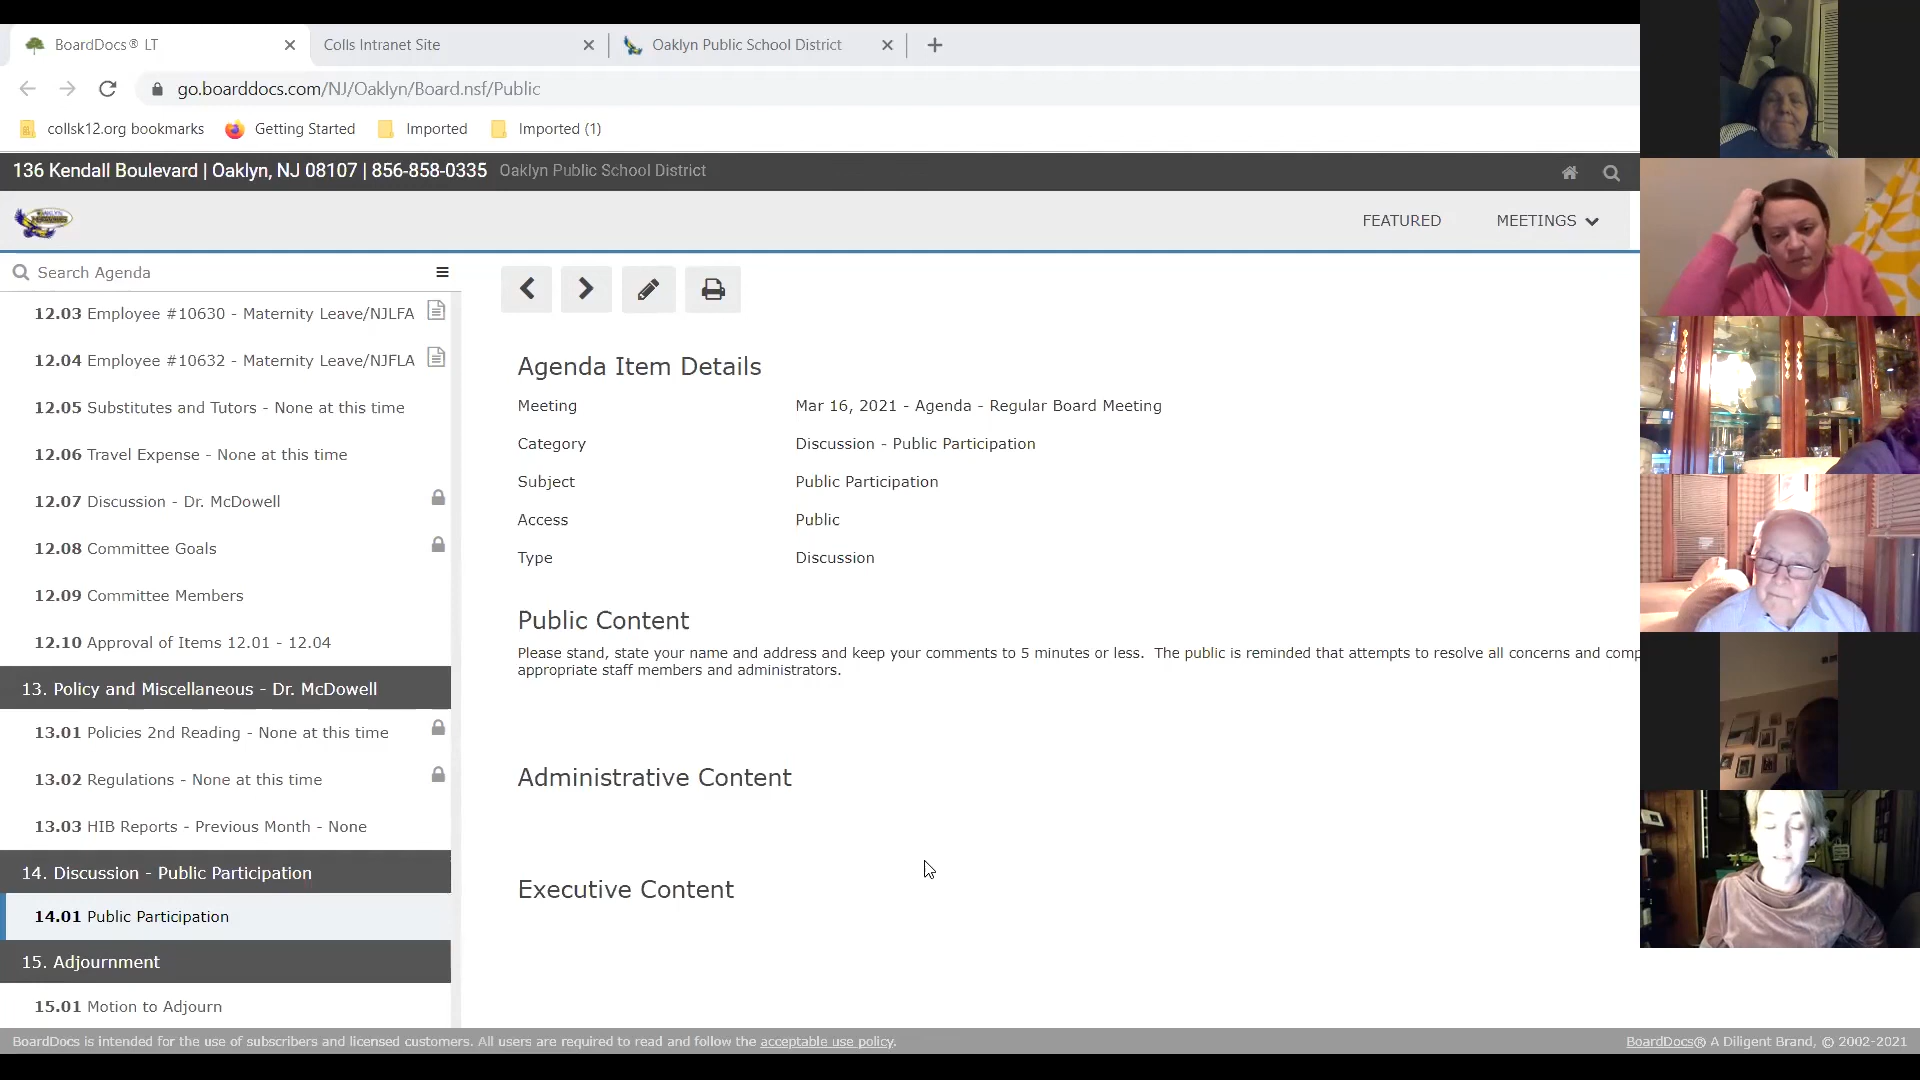 BoardDocs® LT
Colls Intranet Site
Oaklyn Public School District
go.boarddocs.com/NJ/Oaklyn/Board.nsf/Public
collsk12.org bookmarks
Getting Started
Imported
Imported (1)
136 Kendall Boulevard | Oaklyn, NJ 08107 | 856-858-0335 Oaklyn Public School District
FEATURED
MEETINGS
Search Agenda
12.03 Employee #10630 - Maternity Leave/NJLFA
12.04 Employee #10632 - Maternity Leave/NJFLA
12.05 Substitutes and Tutors - None at this time
12.06 Travel Expense - None at this time
12.07 Discussion - Dr. McDowell
12.08 Committee Goals
12.09 Committee Members
12.10 Approval of Items 12.01 - 12.04
13. Policy and Miscellaneous - Dr. McDowell
13.01 Policies 2nd Reading - None at this time
13.02 Regulations - None at this time
13.03 HIB Reports - Previous Month - None
14. Discussion - Public Participation
14.01 Public Participation
15. Adjournment
15.01 Motion to Adjourn
Agenda Item Details
Meeting Mar 16, 2021 - Agenda - Regular Board Meeting
Category Discussion - Public Participation
Subject Public Participation
Access Public
Type Discussion
Public Content
Please stand, state your name and address and keep your comments to 5 minutes or less. The public is reminded that attempts to resolve all concerns and comp
appropriate staff members and administrators.
Administrative Content
Executive Content
BoardDocs is intended for the use of subscribers and licensed customers. All users are required to read and follow the acceptable use policy.
BoardDocs® A Diligent Brand, © 2002-2021